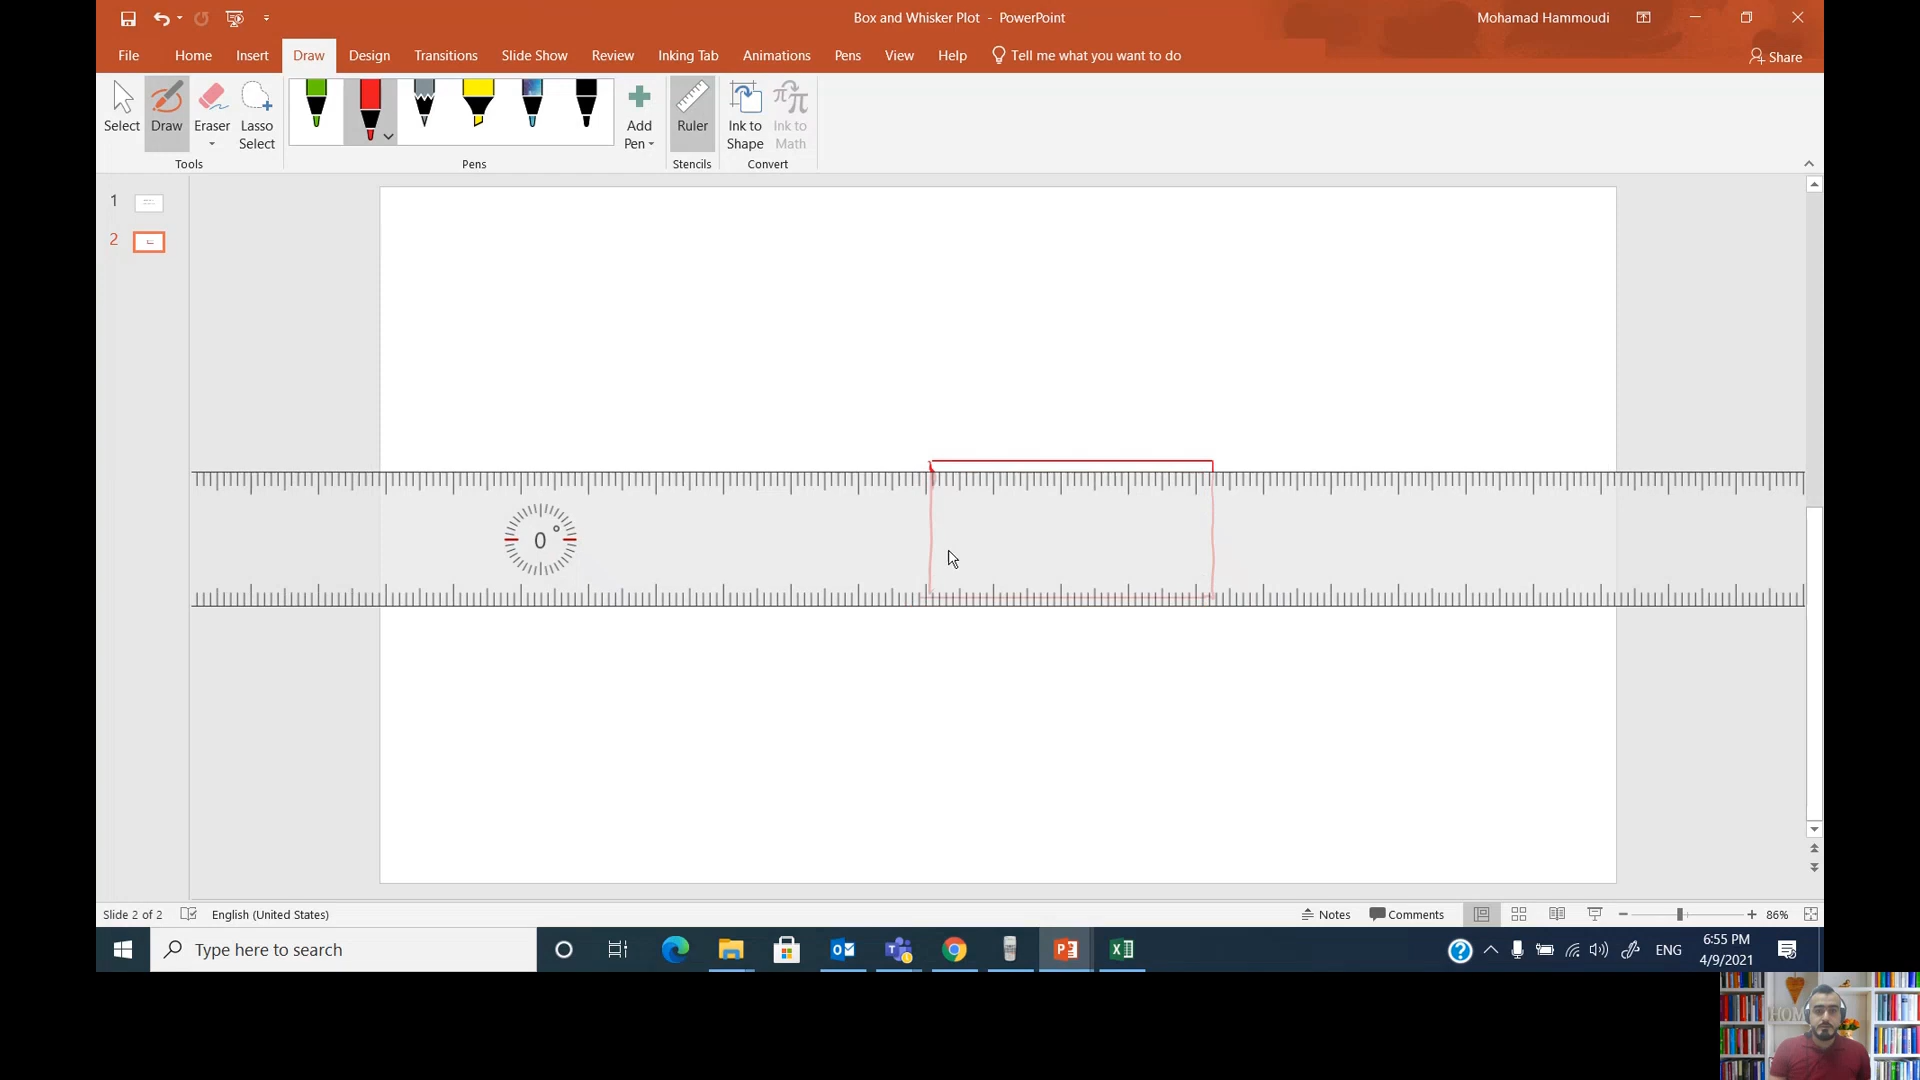 Box and Whisker Plot - PowerPoint
Mohamad Hammoudi
File Home Insert Draw Design Transitions Slide Show Review Inking Tab Animations Pens View Help Tell me what you want to do
Share
Select Draw Eraser Lasso Select
Add Pen
Ruler
Ink to Shape
Ink to Math
Tools Pens Stencils Convert
1
2
0°
Slide 2 of 2 English (United States)
Notes Comments 86%
Type here to search
ENG
6:55 PM
4/9/2021